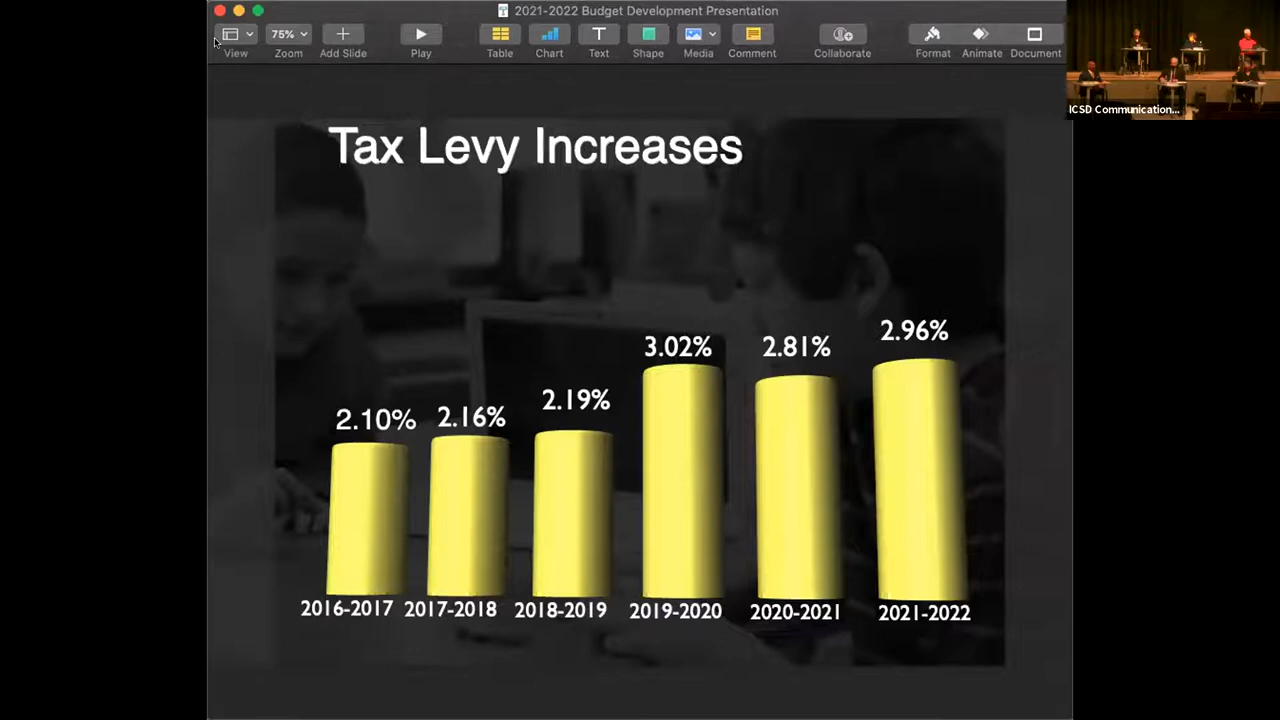 2021-2022 Budget Development Presentation
75%
View
Zoom
Add Slide
Play
Table
Chart
Text
Shape
Media
Comment
Collaborate
Format
Animate
Document
ICSD Communication...
Tax Levy Increases
2.10%
2.16%
2.19%
3.02%
2.81%
2.96%
2016-2017
2017-2018
2018-2019
2019-2020
2020-2021
2021-2022